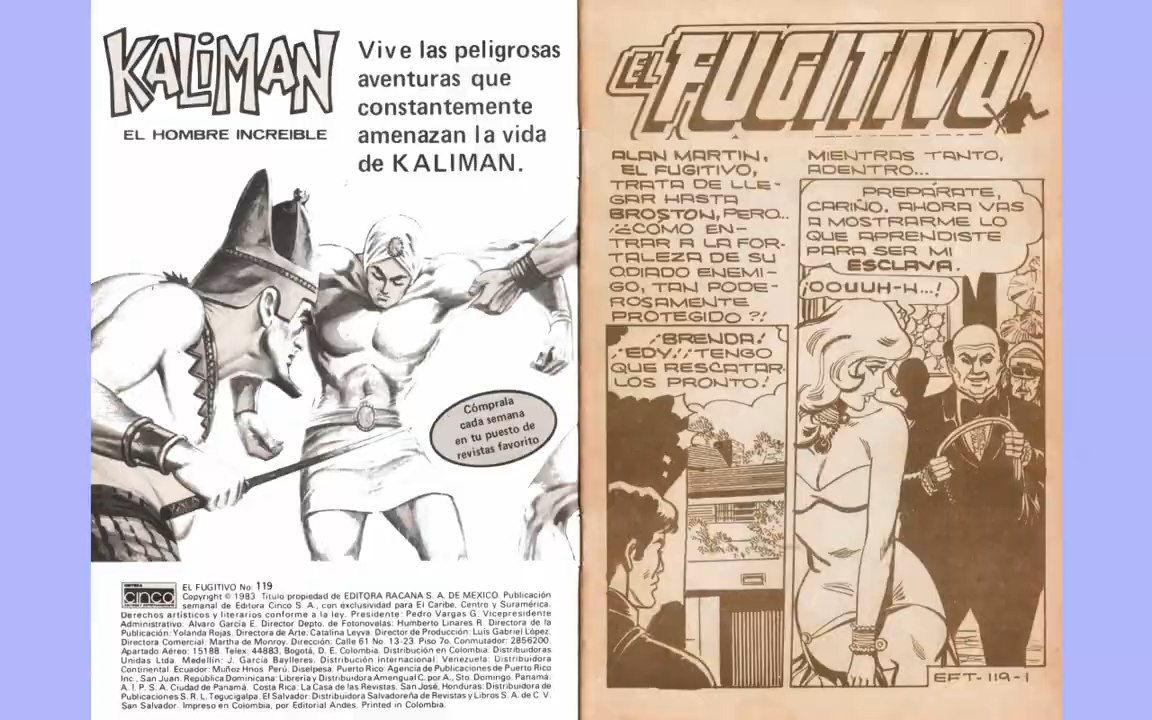 KALIMAN
EL HOMBRE INCREIBLE
Vive las peligrosas
aventuras que
constantemente
amenazan la vida
de KALIMAN.
Cómprala
cada semana
en tu puesto de
revistas favorito
EDITORA
CINCO
EL FUGITIVO No: 119
Copyright © 1983 Titulo propiedad de EDITORA RACANA S. A. DE MEXICO. Publicación
semanal de Editora Cinco S. A., con exclusividad para El Caribe, Centro y Suramérica.
Derechos artísticos y literarios conforme a la ley. Presidente: Pedro Vargas G. Vicepresidente
Administrativo: Alvaro García E. Director Depto. de Fotonovelas: Humberto Linares R. Directora de la
Publicación: Yolanda Rojas. Directora de Arte: Catalina Leyva. Director de Producción: Luis Gabriel López.
Directora Comercial: Martha de Monroy. Dirección: Calle 61 No. 13-23. Piso 7o. Conmutador: 2856200.
Apartado Aéreo: 15188. Telex: 44883, Bogotá, D. E. Colombia. Distribución en Colombia: Distribuidoras
Unidas Ltda. Medellín: J. García Baylleres. Distribución Internacional: Venezuela: Distribuidora
Continental. Ecuador: Muñoz Hnos. Perú. Diselpesa. Puerto Rico: Agencia de Publicaciones de Puerto Rico
Inc., San Juan. República Dominicana: Librería y Distribuidora Amengual C. por A., Sto. Domingo. Panamá:
A. I. P. S. A. Ciudad de Panamá. Costa Rica: La Casa de las Revistas. San José, Honduras: Distribuidora de
Publicaciones S. R. L. Tegucigalpa. El Salvador: Distribuidora Salvadoreña de Revistas y Libros S. A. de C. V.
San Salvador. Impreso en Colombia, por Editorial Andes. Printed in Colombia.
EL FUGITIVO
ALAN MARTIN,
EL FUGITIVO,
TRATA DE LLE-
GAR HASTA
BROSTON, PERO..
¿¡CÓMO EN-
TRAR A LA FOR-
TALEZA DE SU
ODIADO ENEMI-
GO, TAN PODE-
ROSAMENTE
PROTEGIDO?!
¡BRENDA!
¡EDY!¡TENGO
QUE RESCATAR-
LOS PRONTO!
MIENTRAS TANTO,
ADENTRO...
PREPÁRATE,
CARIÑO. AHORA VAS
A MOSTRARME LO
QUE APRENDISTE
PARA SER MI
ESCLAVA.
¡OOUUH-H...!
EFT-119-1